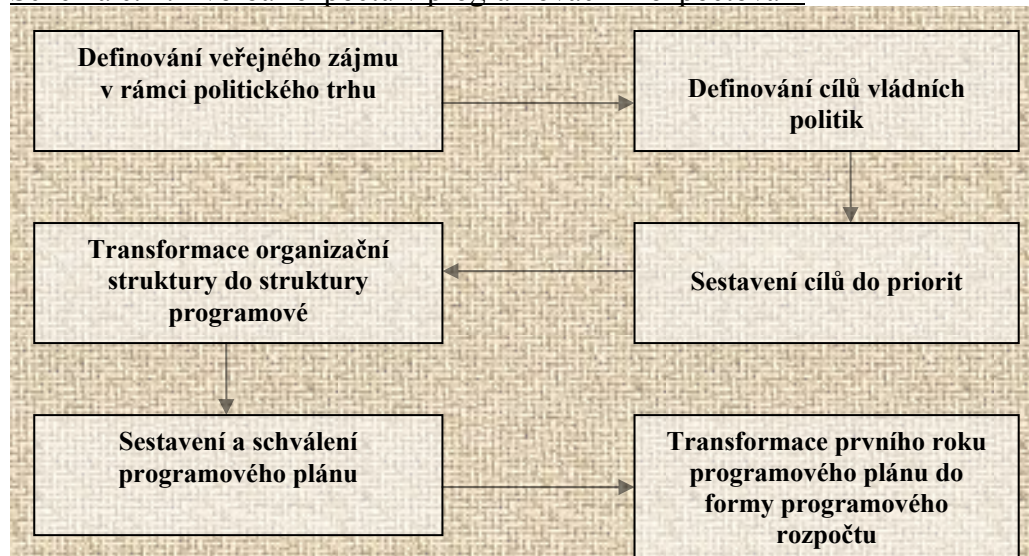 Definování veřejného zájmu
v rámci politického trhu
Definování cílů vládních
politik
Sestavení cílů do priorit
Transformace organizační
struktury do struktury
programové
Sestavení a schválení
programového plánu
Transformace prvního roku
programového plánu do
formy programového
rozpočtu